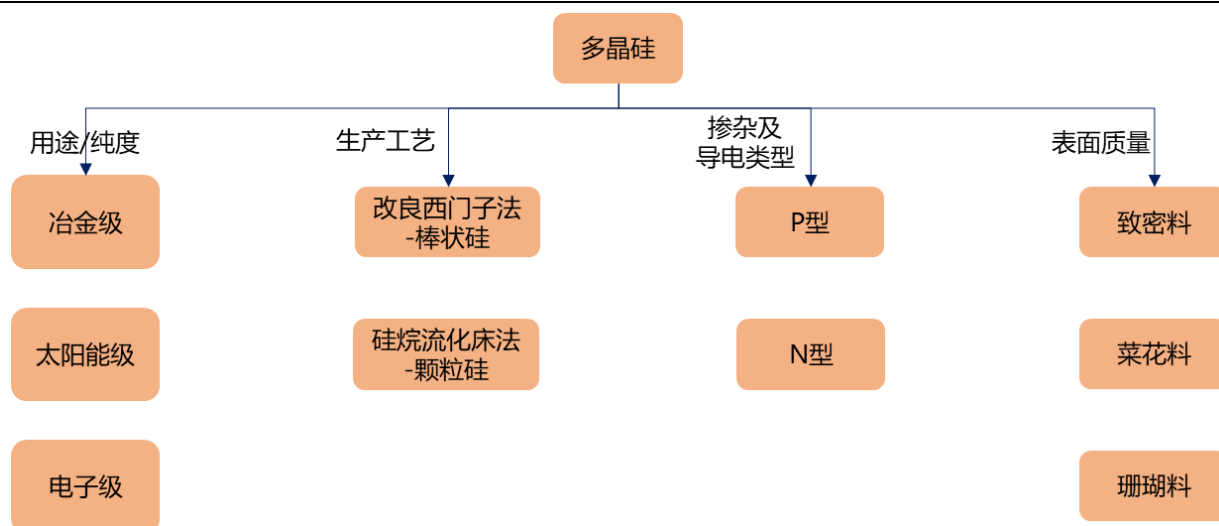 多晶硅
用途/纯度
生产工艺
掺杂及
导电类型
表面质量
冶金级
改良西门子法
-棒状硅
P型
致密料
太阳能级
硅烷流化床法
-颗粒硅
N型
菜花料
电子级
珊瑚料